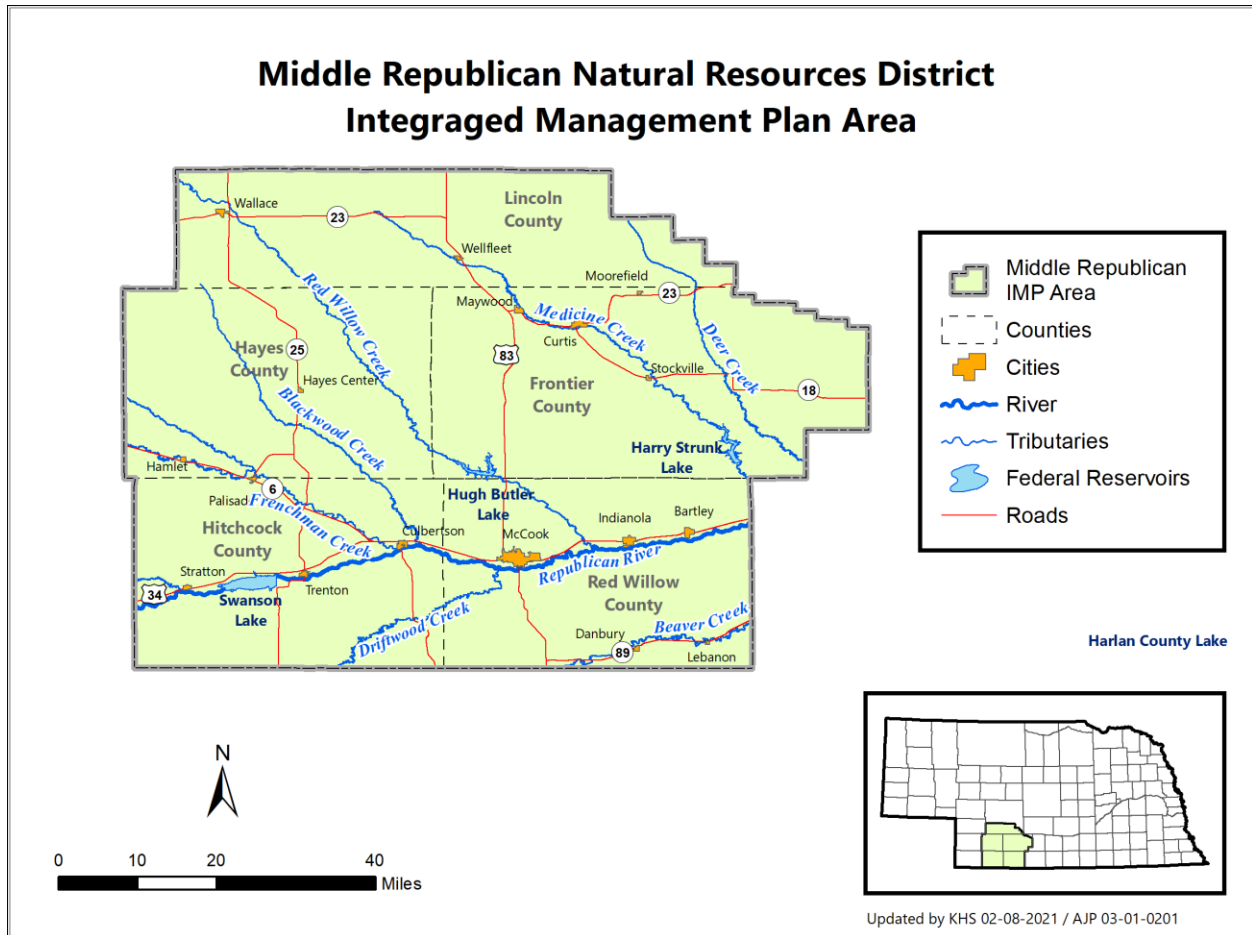 Middle Republican Natural Resources District
Integraged Management Plan Area
Lincoln
County
Wallace
23
Wellfleet
Moorefield
23
Red Willow Creek
Maywood
Medicine Creek
Curtis
Deer Creek
Hayes
County
25
83
Hayes Center
Stockville
Frontier
County
18
Blackwood Creek
Harry Strunk
Lake
Hamlet
Palisad
6
Hugh Butler
Lake
Frenchman Creek
Hitchcock
County
Culbertson
McCook
Indianola
Bartley
Republican River
Stratton
34
Swanson
Lake
Trenton
Red Willow
County
Driftwood Creek
Danbury
Beaver Creek
89
Lebanon
Middle Republican
IMP Area
Counties
Cities
River
Tributaries
Federal Reservoirs
Roads
Harlan County Lake
N
0 10 20 40
Miles
Updated by KHS 02-08-2021 / AJP 03-01-0201